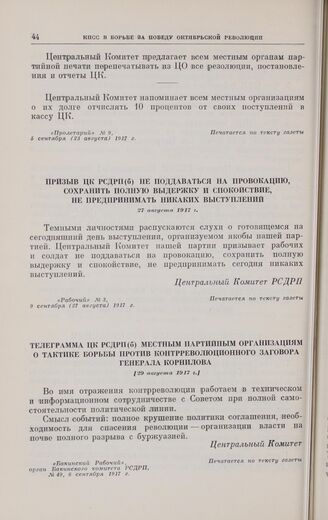 44 КПСС В БОРЬБЕ ЗА ПОБЕДУ ОКТЯБРЬСКОЙ РЕВОЛЮЦИИ
Центральный Комитет предлагает всем местным органам пар-
тийной печати перепечатывать из ЦО все резолюции, постановле-
ния и отчеты ЦК.
Центральный Комитет напоминает всем местным организациям
о их долге отчислять 10 процентов от своих поступлений в
кассу ЦК.
«Пролетарий» № 9,
5 сентября (23 августа) 1917 г.
Печатается по тексту газеты
ПРИЗЫВ ЦК РСДРП(б) НЕ ПОДДАВАТЬСЯ НА ПРОВОКАЦИЮ,
СОХРАНИТЬ ПОЛНУЮ ВЫДЕРЖКУ И СПОКОЙСТВИЕ,
НЕ ПРЕДПРИНИМАТЬ НИКАКИХ ВЫСТУПЛЕНИЙ
27 августа 1917 г.
Темными личностями распускаются слухи о готовящемся на
сегодняшний день выступлении, организуемом якобы нашей пар-
тией. Центральный Комитет нашей партии призывает рабочих
и солдат не поддаваться на провокацию, сохранить полную
выдержку и спокойствие, не предпринимать сегодня никаких
выступлений.
Центральный Комитет РСДРП
«Рабочий» № 3,
9 сентября (27 августа) 1917 г.
Печатается по тексту газеты
ТЕЛЕГРАММА ЦК РСДРП(б) МЕСТНЫМ ПАРТИЙНЫМ ОРГАНИЗАЦИЯМ
О ТАКТИКЕ БОРЬБЫ ПРОТИВ КОНТРРЕВОЛЮЦИОННОГО ЗАГОВОРА
ГЕНЕРАЛА КОРНИЛОВА
[29 августа 1917 г.]
Во имя отражения контрреволюции работаем в техническом
и информационном сотрудничестве с Советом при полной само-
стоятельности политической линии.
Смысл событий: полное крушение политики соглашения, необ-
ходимость для спасения революции — организации власти на
почве полного разрыва с буржуазией.
Центральный Комитет
«Бакинский Рабочий»,
орган Бакинского комитета РСДРП,
№ 49, 6 сентября 1917 г.
Печатается по тексту газеты